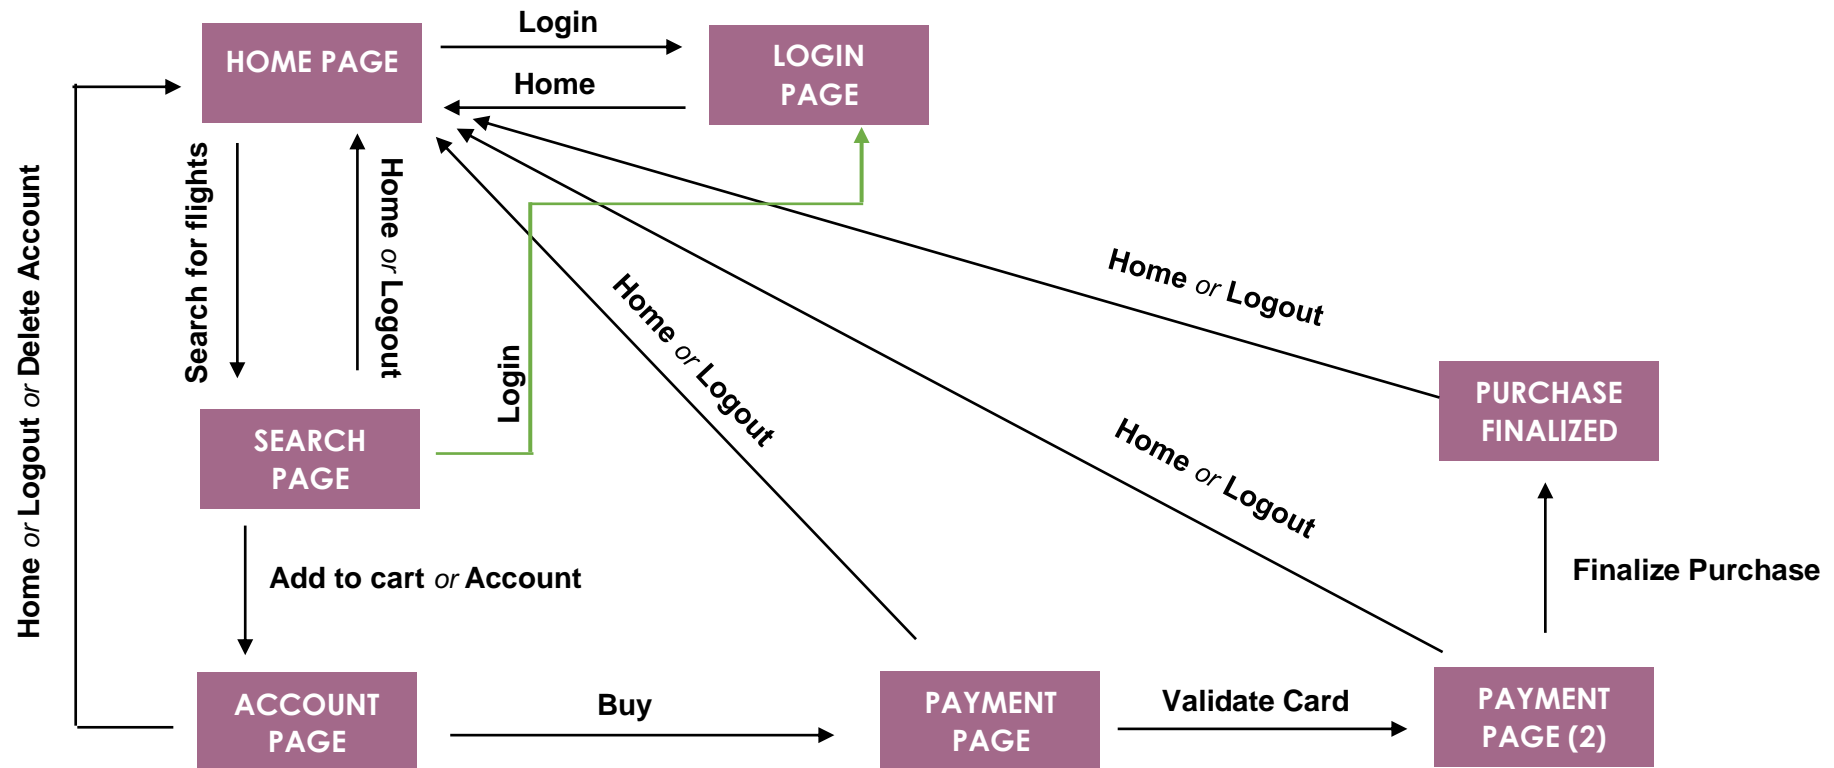 Login
HOME PAGE
LOGIN
PAGE
Home
Search for flights
Home or Logout
Home or Logout or Delete Account
Home or Logout
Home or Logout
Login
PURCHASE
FINALIZED
Home or Logout
SEARCH
PAGE
Add to cart or Account
Finalize Purchase
ACCOUNT
PAGE
Buy
PAYMENT
PAGE
Validate Card
PAYMENT
PAGE (2)